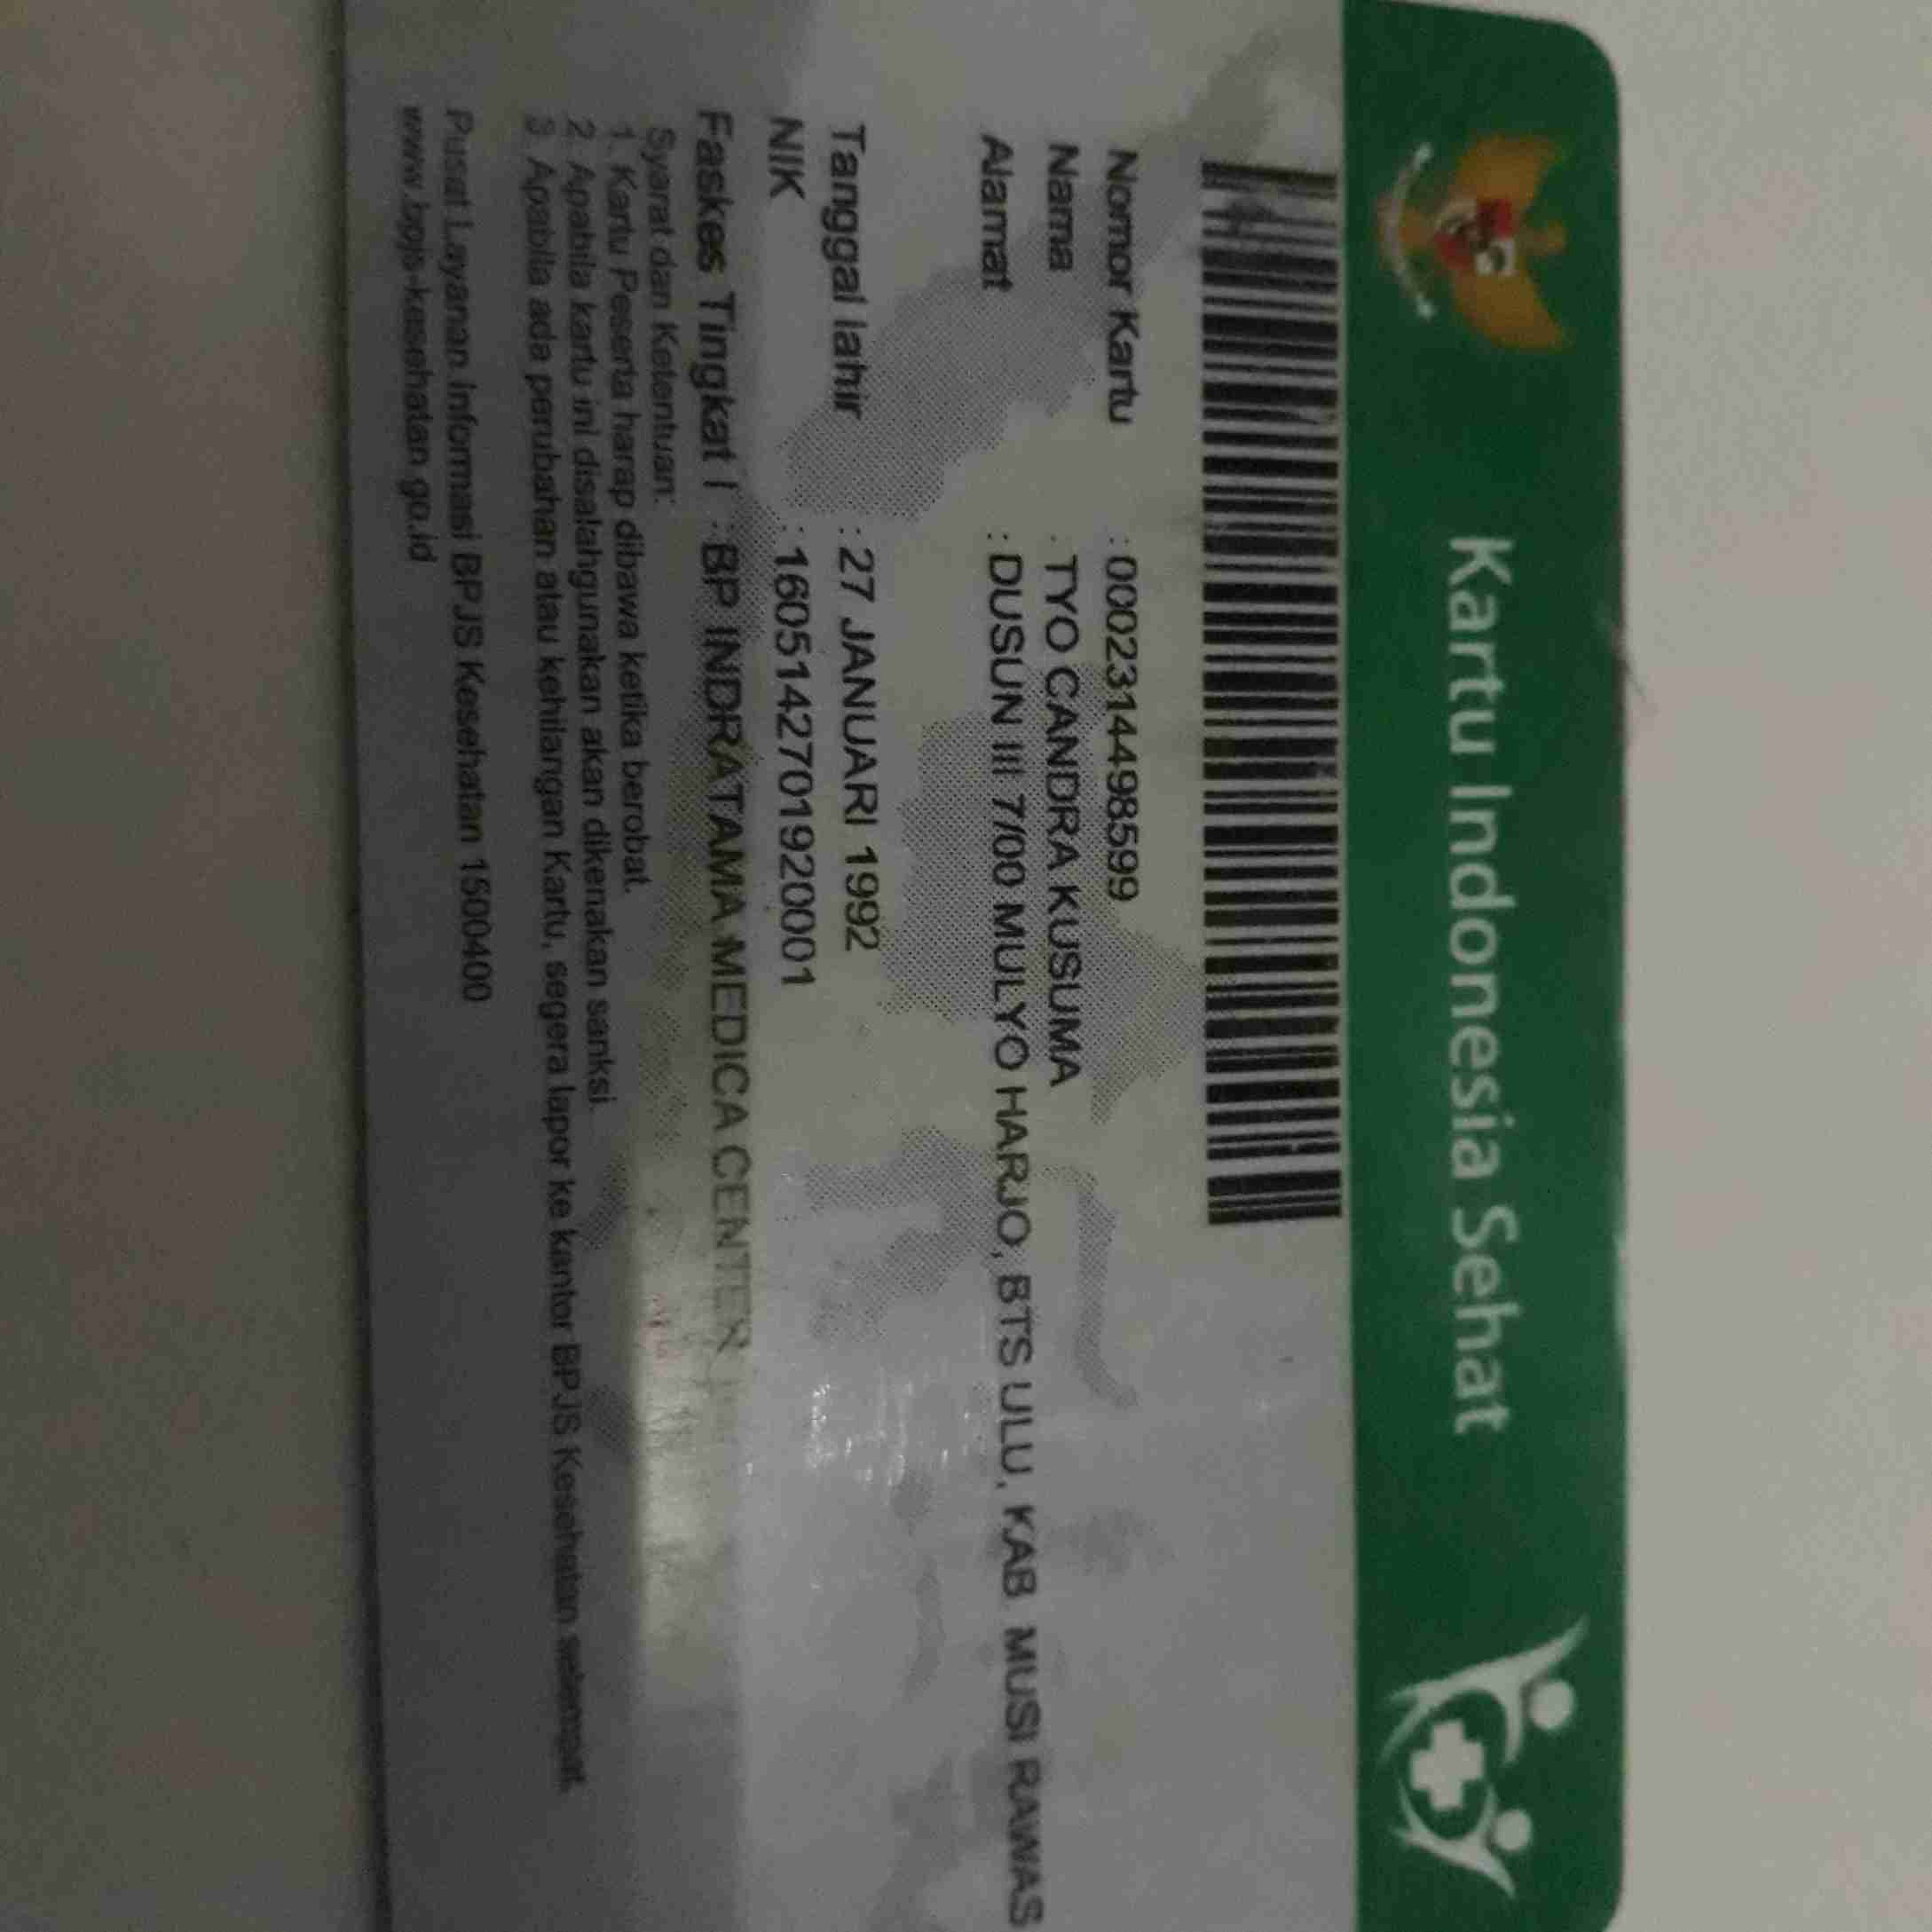 Kartu Indonesia Sehat
Nomor Kartu : 0002314498599
Nama : TYO CANDRA KUSUMA
Alamat : DUSUN III 7/00 MULYO HARJO, BTS ULU, KAB. MUSI RAWAS
Tanggal lahir : 27 JANUARI 1992
NIK : 1605142701920001
Faskes Tingkat I : BP INDRATAMA MEDICA CENTER
Syarat dan Ketentuan:
1. Kartu Peserta harap dibawa ketika berobat.
2. Apabila kartu ini disalahgunakan akan dikenakan sanksi.
3. Apabila ada perubahan atau kehilangan Kartu, segera lapor ke kantor BPJS Kesehatan setempat.
Pusat Layanan Informasi BPJS Kesehatan 1500400
www.bpjs-kesehatan.go.id